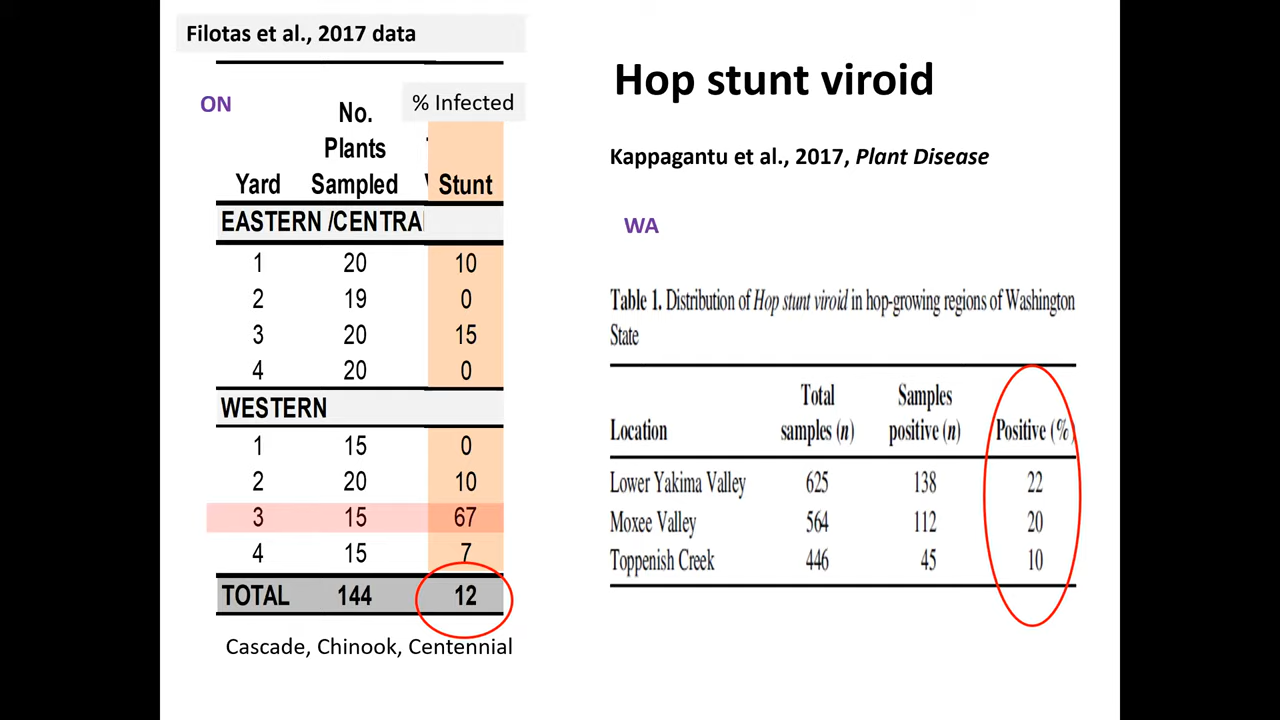 Filotas et al., 2017 data
ON
% Infected
No.
Plants
Yard Sampled Stunt
EASTERN /CENTRA
1 20 10
2 19 0
3 20 15
4 20 0
WESTERN
1 15 0
2 20 10
3 15 67
4 15 7
TOTAL 144 12
Cascade, Chinook, Centennial
Hop stunt viroid
Kappagantu et al., 2017, Plant Disease
WA
Table 1. Distribution of Hop stunt viroid in hop-growing regions of Washington
State
Total Samples
Location samples (n) positive (n) Positive (%)
Lower Yakima Valley 625 138 22
Moxee Valley 564 112 20
Toppenish Creek 446 45 10